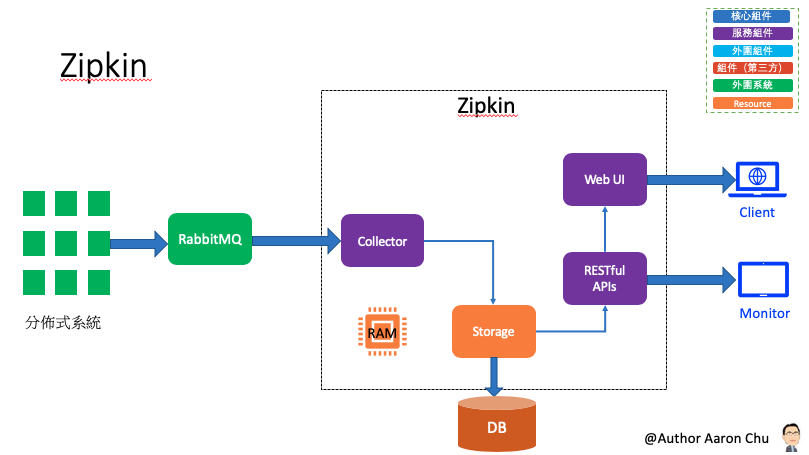 Zipkin
核心組件
服務組件
外圍組件
組件（第三方）
外圍系統
Resource
Zipkin
Web UI
Client
RabbitMQ
Collector
RESTful
APIs
Monitor
分佈式系統
RAM
Storage
DB
@Author Aaron Chu